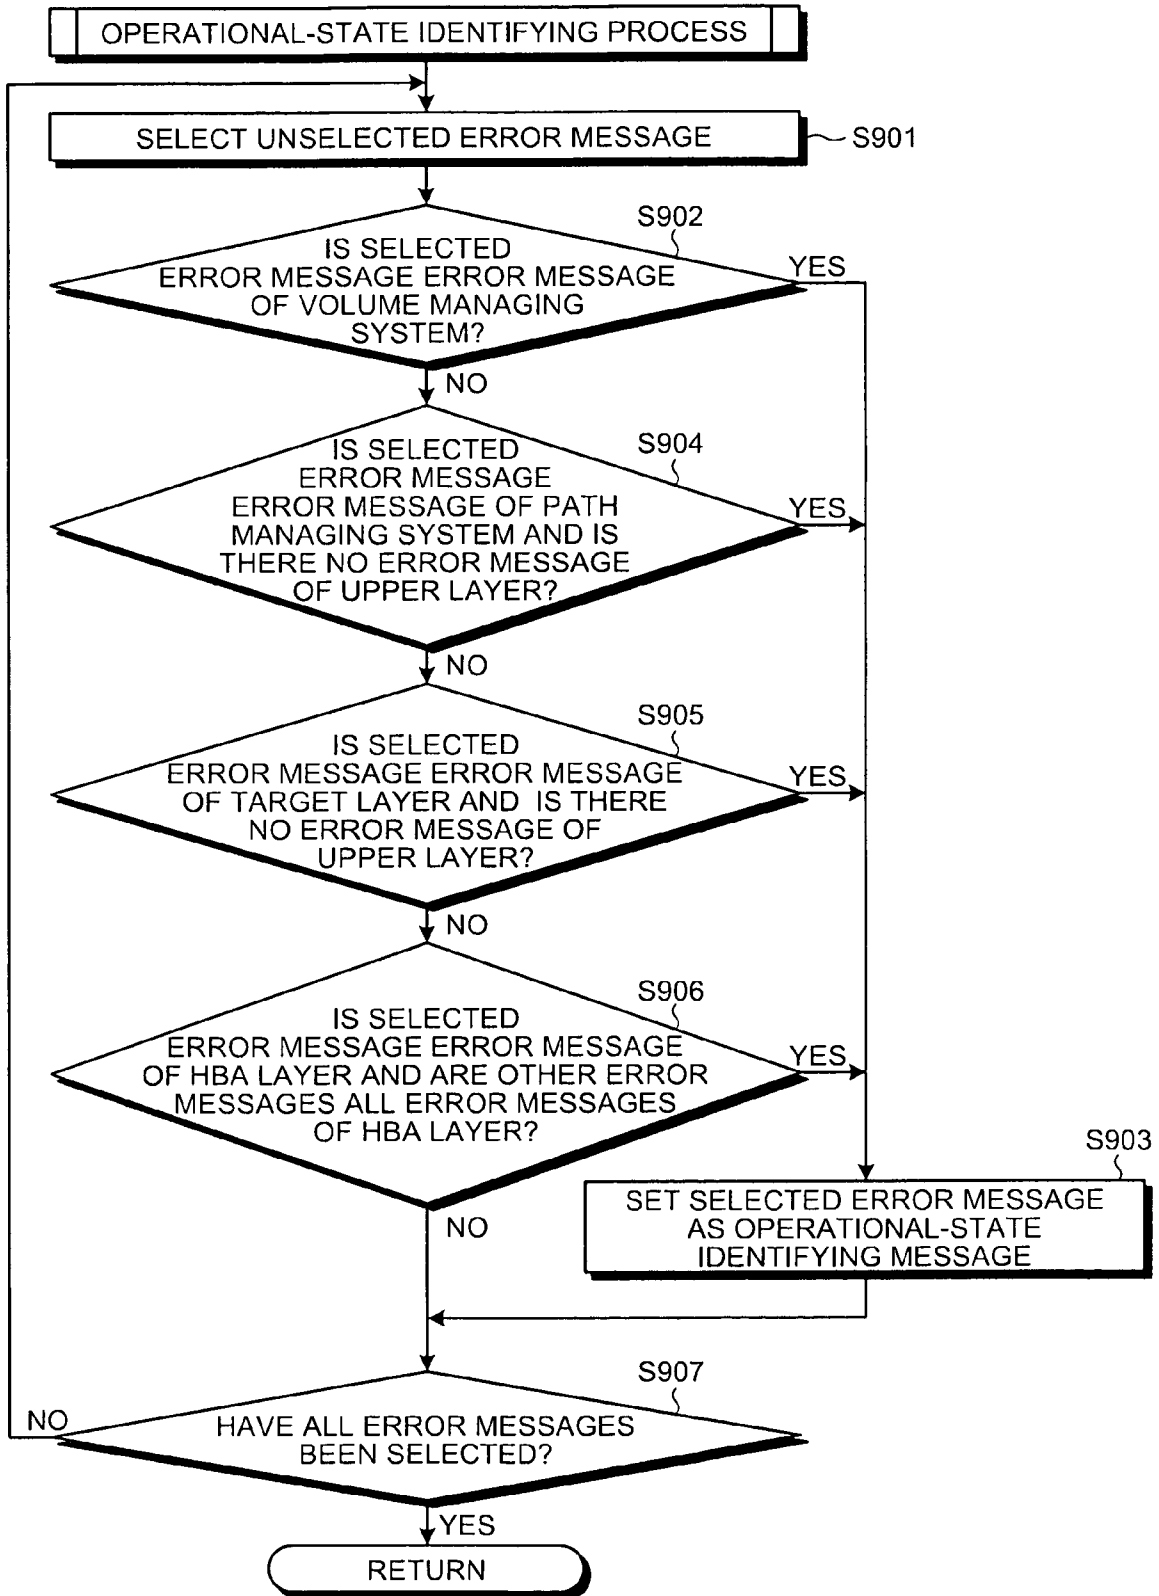 OPERATIONAL-STATE IDENTIFYING PROCESS
SELECT UNSELECTED ERROR MESSAGE
S901
S902
IS SELECTED
ERROR MESSAGE ERROR MESSAGE
OF VOLUME MANAGING
SYSTEM?
YES
NO
S904
IS SELECTED
ERROR MESSAGE
ERROR MESSAGE OF PATH
MANAGING SYSTEM AND IS
THERE NO ERROR MESSAGE
OF UPPER LAYER?
YES
NO
S905
IS SELECTED
ERROR MESSAGE ERROR MESSAGE
OF TARGET LAYER AND IS THERE
NO ERROR MESSAGE OF
UPPER LAYER?
YES
NO
S906
IS SELECTED
ERROR MESSAGE ERROR MESSAGE
OF HBA LAYER AND ARE OTHER ERROR
MESSAGES ALL ERROR MESSAGES
OF HBA LAYER?
YES
NO
S903
SET SELECTED ERROR MESSAGE
AS OPERATIONAL-STATE
IDENTIFYING MESSAGE
S907
HAVE ALL ERROR MESSAGES
BEEN SELECTED?
NO
YES
RETURN